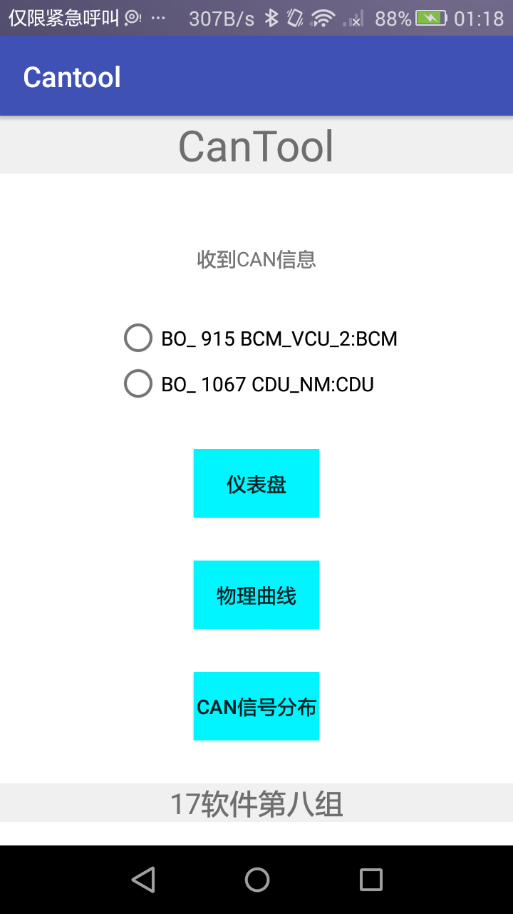 仅限紧急呼叫 ··· 307B/s 88% 01:18
Cantool
CanTool
收到CAN信息
BO_ 915 BCM_VCU_2:BCM
BO_ 1067 CDU_NM:CDU
仪表盘
物理曲线
CAN信号分布
17软件第八组